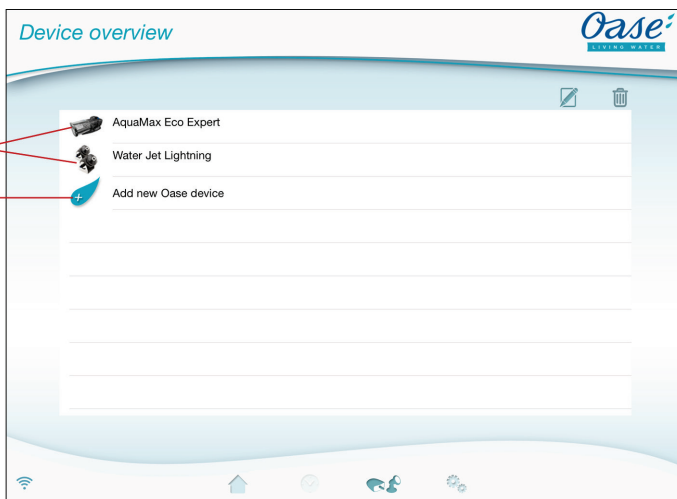 Device overview
Oase
LIVING WATER
AquaMax Eco Expert
Water Jet Lightning
+ Add new Oase device